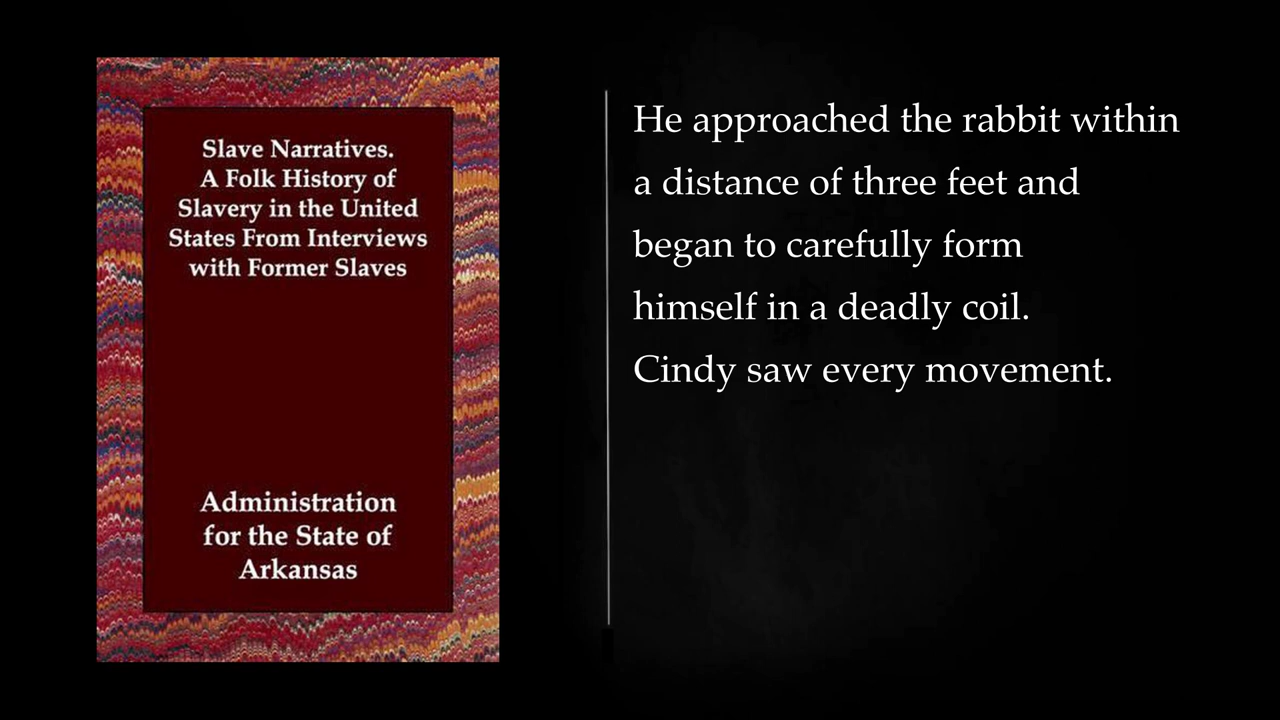 Slave Narratives.
A Folk History of
Slavery in the United
States From Interviews
with Former Slaves
Administration
for the State of
Arkansas
He approached the rabbit within
a distance of three feet and
began to carefully form
himself in a deadly coil.
Cindy saw every movement.